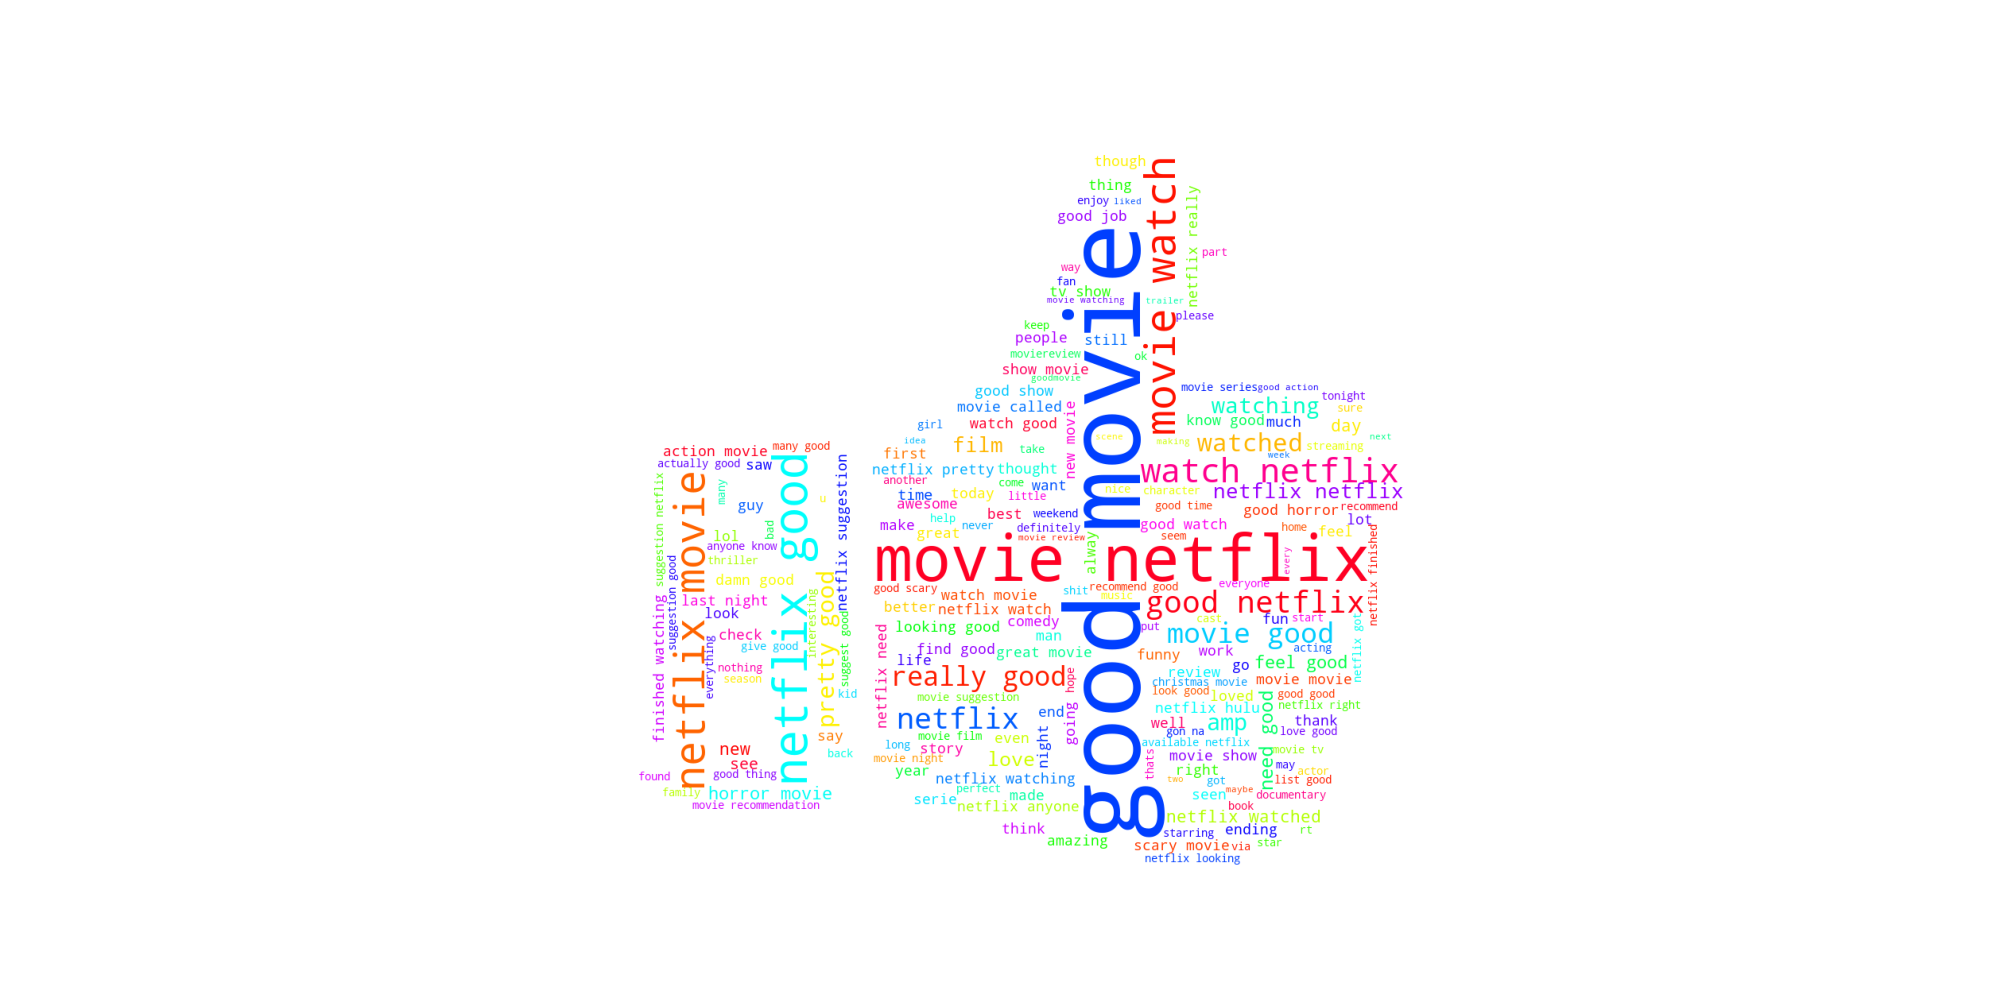 though
thing
enjoy
liked
good job
movie watch
netflix really
part
way
fan
tv show
movie watching
trailer
please
keep
people
still
moviereview
ok
show movie
goodmovie
good show
movie series
good action
tonight
movie called
new movie
watching
sure
girl
watch good
know good
much
day
idea
film
take
scene
making
watched
streaming
next
first
week
netflix pretty
thought
watch netflix
another
come
want
nice
character
netflix netflix
time
today
little
awesome
good time
good horror
recommend
make
help
never
best
weekend
definitely
good watch
home
lot
great
movie review
alway
seem
feel
movie netflix
every
netflix finished
good movie
good scary
watch movie
shit
recommend good
everyone
better
netflix watch
music
good netflix
looking good
comedy
man
put
cast
fun
start
movie good
netflix got
netflix need
find good
great movie
funny
work
acting
life
go
feel good
really good
hope
review
christmas movie
movie movie
movie suggestion
look good
loved
good good
netflix
end
going
netflix hulu
need good
netflix right
well
amp
thank
movie film
even
night
gon na
love good
long
story
available netflix
movie tv
movie night
love
thats
movie show
may
year
netflix watching
right
actor
two
got
list good
perfect
made
seen
maybe
documentary
serie
netflix anyone
book
netflix watched
think
starring
ending
rt
amazing
scary movie
via
star
netflix looking
action movie
many good
actually good
saw
netflix good
netflix suggestion
suggestion netflix
netflix movie
many
guy
u
lol
bad
anyone know
thriller
suggestion good
damn good
pretty good
interesting
finished watching
last night
look
suggest good
check
give good
everything
nothing
season
kid
new
say
see
back
found
good thing
family
horror movie
movie recommendation